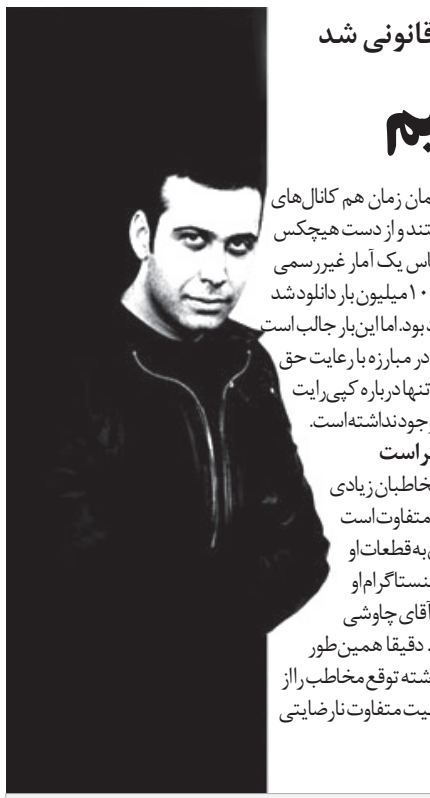 قانونی شد
یم
مان زمان هم کانال‌های
تند و از دست هیچکس
اس یک آمار غیررسمی
۱۰ میلیون بار دانلود شد
د بود. اما این بار جالب است
در مبارزه با رعایت حق
تنها درباره کپی‌رایت
جود نداشته است.
راست
خاطبان زیادی
متفاوت است
به قطعات او
نستاگرام او
آقای چاوشی
. دقیقا همین‌طور
شته توقع مخاطب را از
یت متفاوت نارضایتی